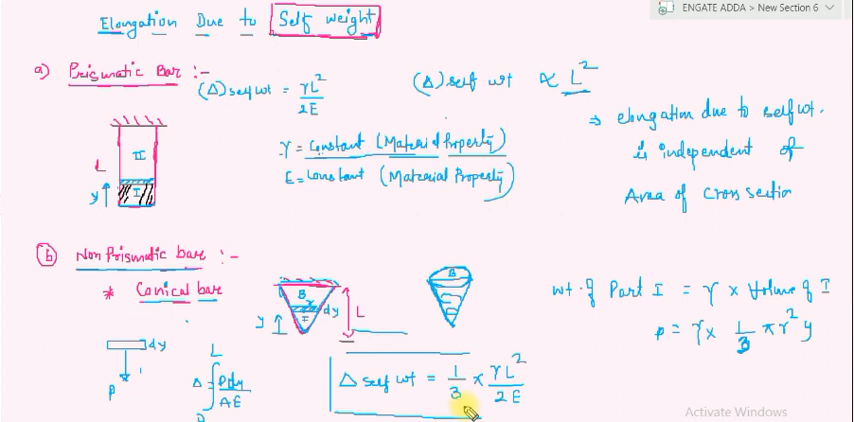 ENGATE ADDA > New Section 6
Elongation Due to Self weight
a) Prismatic Bar :-
(Δ)self wt = γL²/2E
(Δ)self wt ∝ L²
⇒ elongation due to self wt.
is independent of
Area of cross section
γ = Constant (Material Property)
E = Constant (Material Property)
II
L
y
I
(b) Non Prismatic bar :-
* Conical bar
B
x
dy
I
y
L
B
wt. of Part I = γ × Volume of I
P = γ × 1/3 πr²y
dy
P
Δ = ∫₀ᴸ Pdy/AE
Δ self wt = 1/3 × γL²/2E
Activate Windows